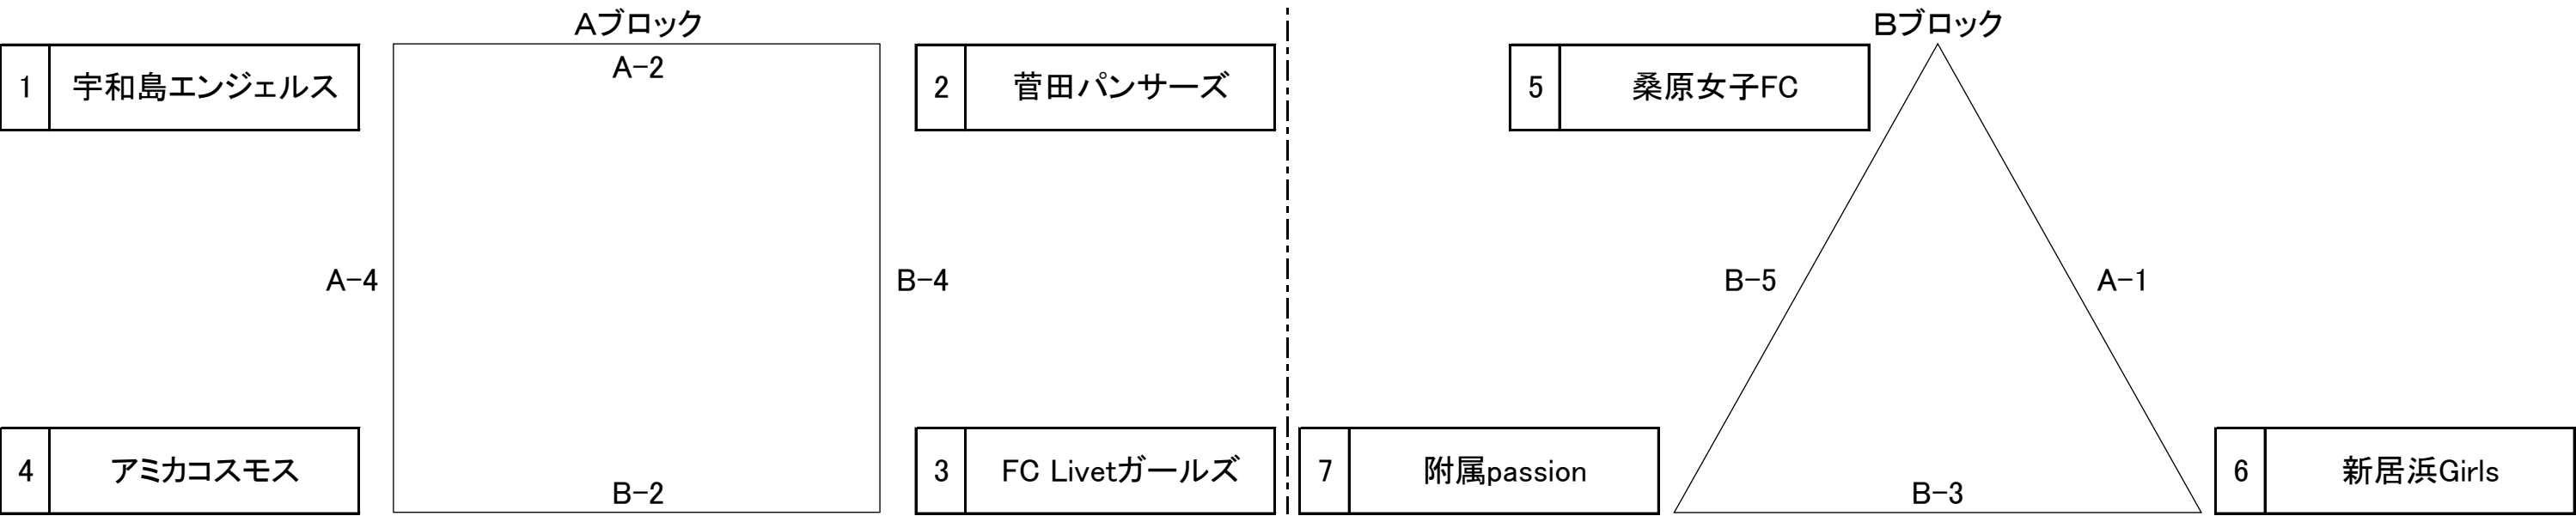 Aブロック
A-2
1 宇和島エンジェルス
2 菅田パンサーズ
A-4
B-4
4 アミカコスモス
3 FC Livetガールズ
B-2
Bブロック
5 桑原女子FC
B-5
A-1
7 附属passion
6 新居浜Girls
B-3